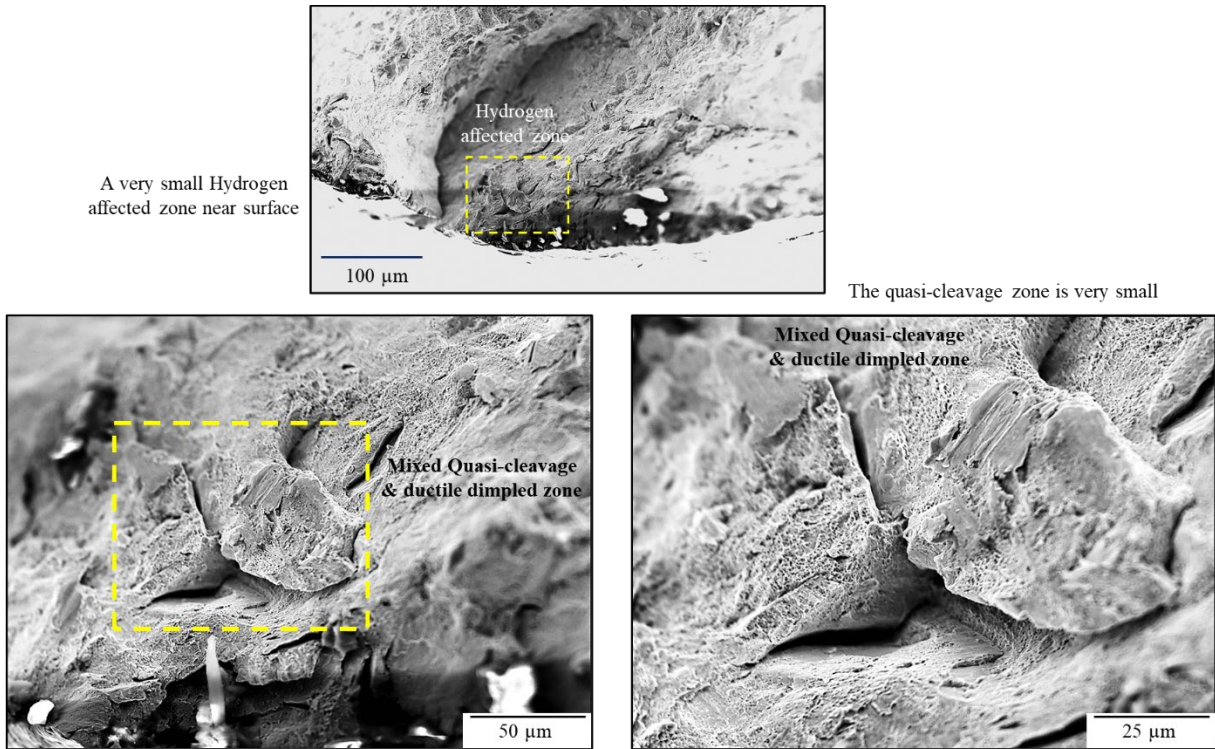 Hydrogen
affected zone
A very small Hydrogen
affected zone near surface
100 µm
The quasi-cleavage zone is very small
Mixed Quasi-cleavage
& ductile dimpled zone
50 µm
Mixed Quasi-cleavage
& ductile dimpled zone
25 µm